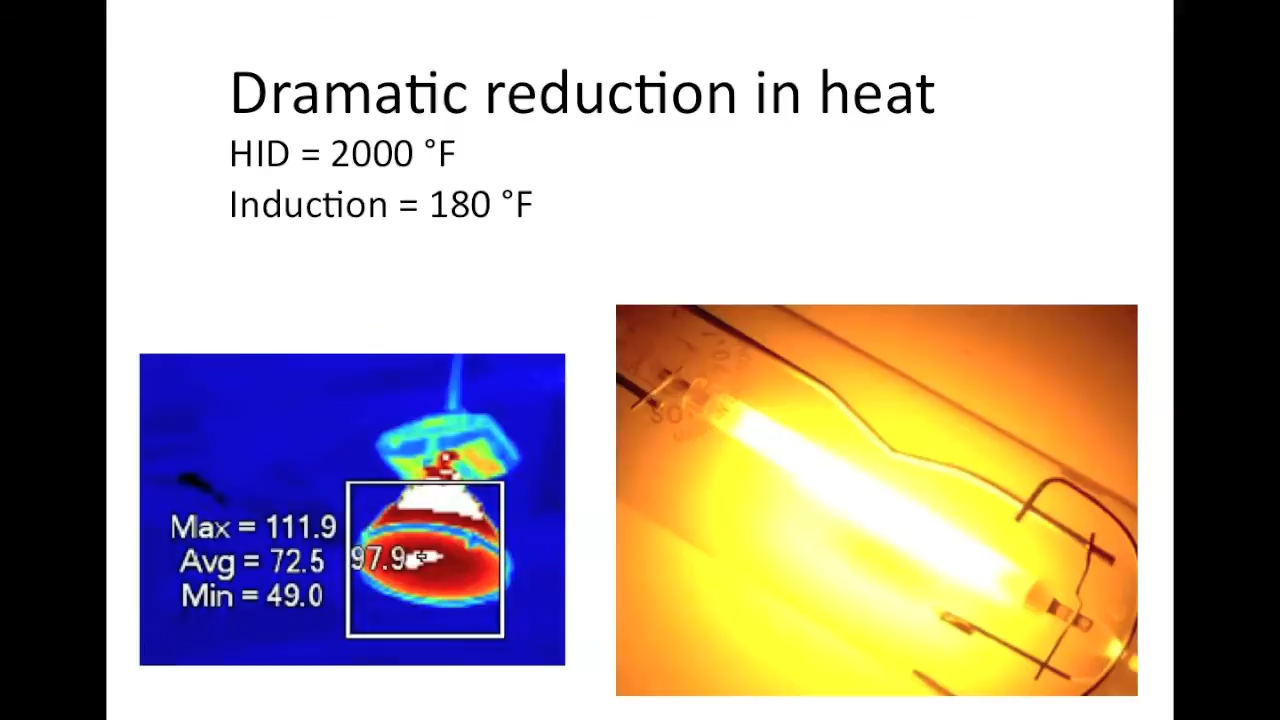 Dramatic reduction in heat
HID = 2000 °F
Induction = 180 °F
Max = 111.9
Avg = 72.5
Min = 49.0
97.9